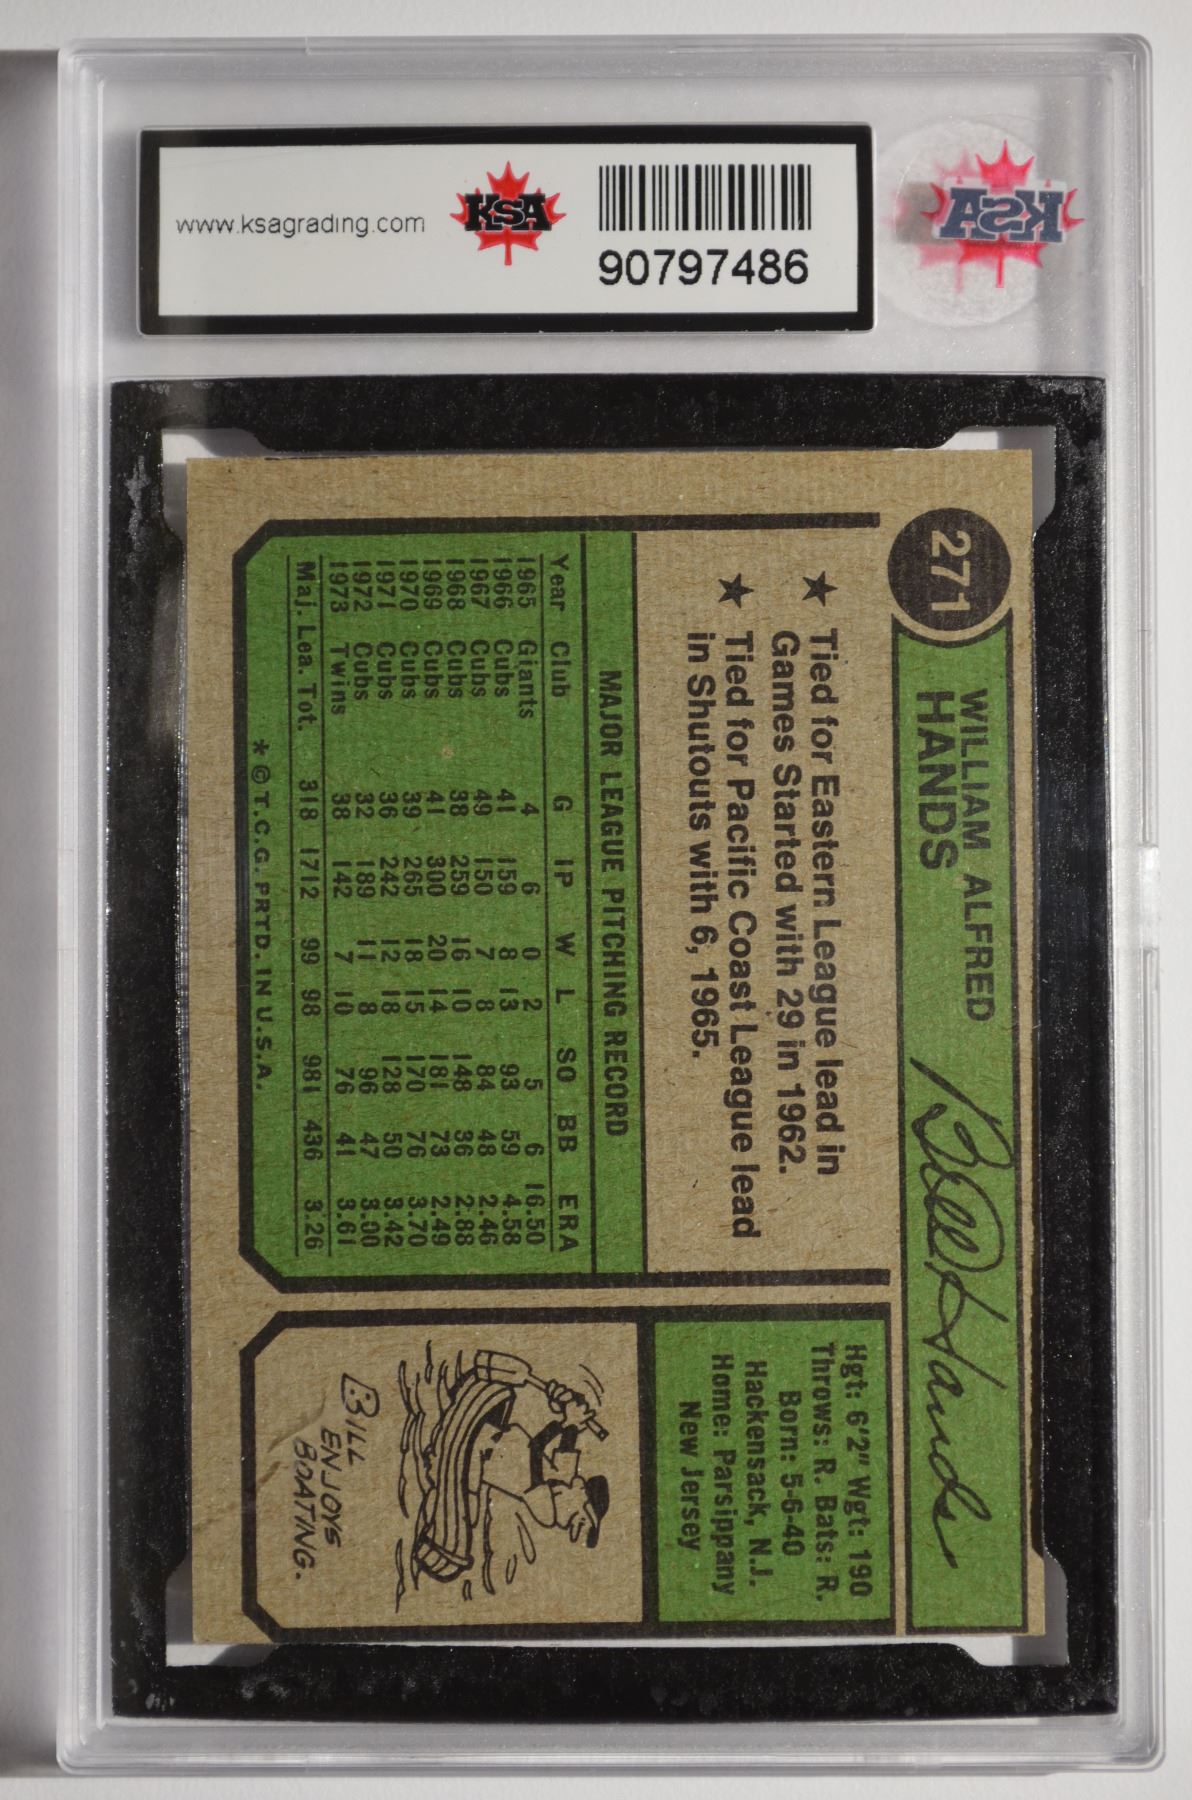 www.ksagrading.com
KSA
90797486
KSA
271
WILLIAM ALFRED
HANDS
Bill Hands
★ Tied for Eastern League lead in
Games Started with 29 in 1962.
★ Tied for Pacific Coast League lead
in Shutouts with 6, 1965.
Hgt: 6'2" Wgt: 190
Throws: R. Bats: R.
Born: 5-6-40
Hackensack, N.J.
Home: Parsippany
New Jersey
MAJOR LEAGUE PITCHING RECORD
Year Club G IP W L SO BB ERA
1965 Giants 4 6 0 2 5 6 16.50
1966 Cubs 41 159 8 13 93 59 4.58
1967 Cubs 49 150 7 8 84 48 2.46
1968 Cubs 38 259 16 10 148 36 2.88
1969 Cubs 41 300 20 14 181 73 2.49
1970 Cubs 39 265 18 15 170 76 3.70
1971 Cubs 36 242 12 18 128 50 3.42
1972 Cubs 32 189 11 8 96 47 3.00
1973 Twins 38 142 7 10 76 41 3.61
Maj. Lea. Tot. 318 1712 99 98 981 436 3.26
*© T.C.G. PRTD. IN U.S.A.
BILL
ENJOYS
BOATING.